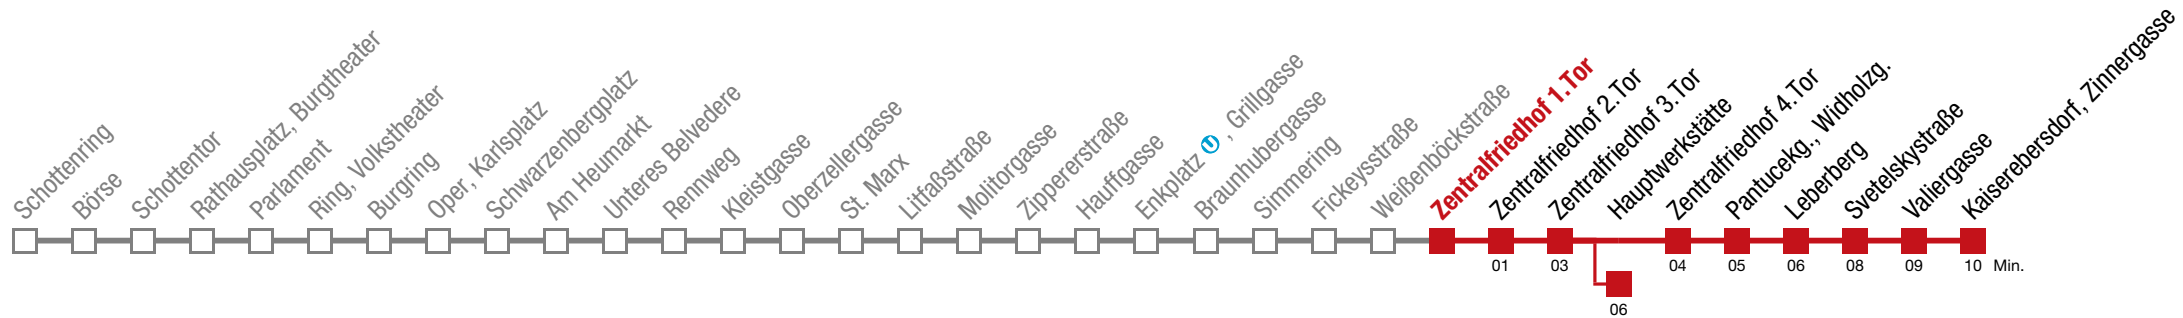 Schottenring
Börse
Schottentor
Rathausplatz, Burgtheater
Parlament
Ring, Volkstheater
Burgring
Oper, Karlsplatz
Schwarzenbergplatz
Am Heumarkt
Unteres Belvedere
Rennweg
Kleistgasse
Oberzellergasse
St. Marx
Litfaßstraße
Molitorgasse
Zippererstraße
Hauffgasse
Enkplatz U, Grillgasse
Braunhubergasse
Simmering
Fickeysstraße
Weißenböckstraße
Zentralfriedhof 1.Tor
Zentralfriedhof 2.Tor
Zentralfriedhof 3.Tor
Hauptwerkstätte
Zentralfriedhof 4.Tor
Pantucekg., Widholzg.
Leberberg
Svetelskystraße
Valiergasse
Kaiserebersdorf, Zinnergasse
01 03 04 05 06 08 09 10 Min.
06